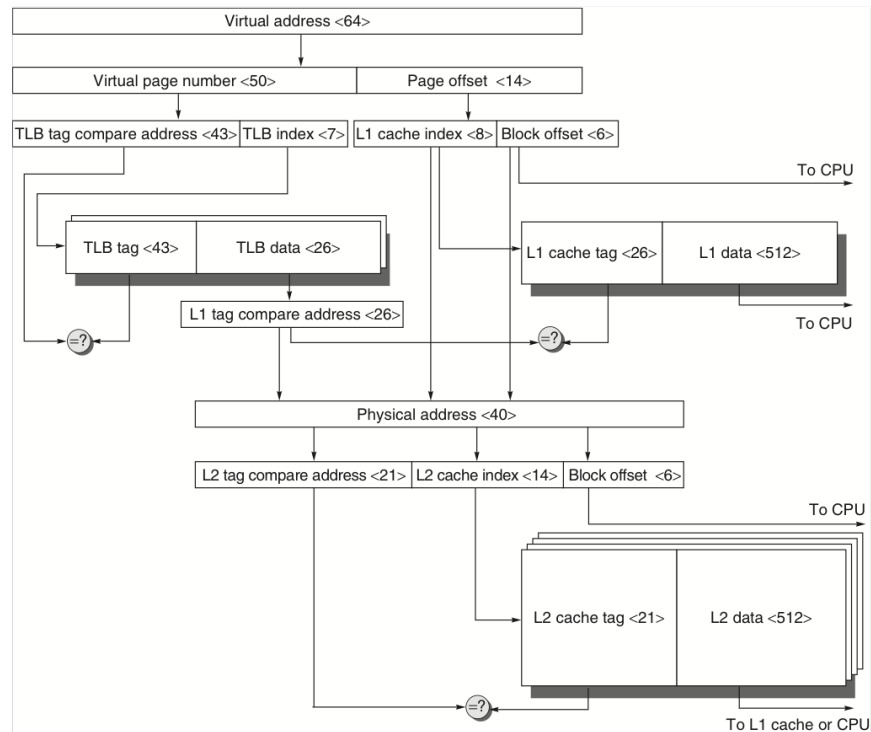 Virtual address <64>
Virtual page number <50>
Page offset <14>
TLB tag compare address <43>
TLB index <7>
L1 cache index <8>
Block offset <6>
To CPU
TLB tag <43>
TLB data <26>
L1 cache tag <26>
L1 data <512>
L1 tag compare address <26>
To CPU
=?
=?
Physical address <40>
L2 tag compare address <21>
L2 cache index <14>
Block offset <6>
To CPU
L2 cache tag <21>
L2 data <512>
=?
To L1 cache or CPU